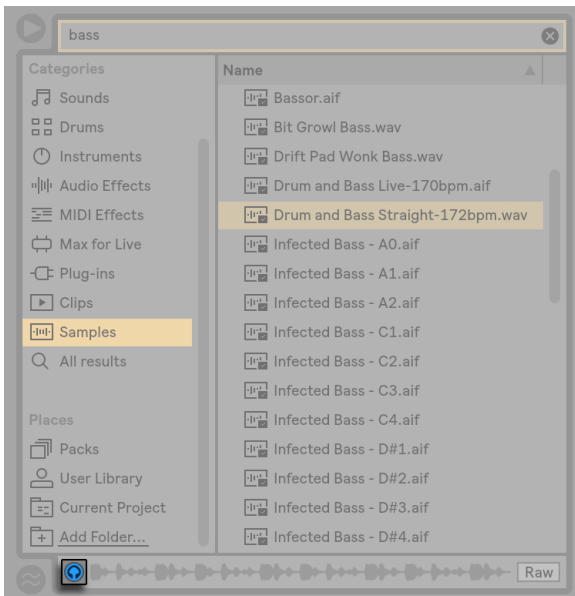 bass
Categories
Sounds
Drums
Instruments
Audio Effects
MIDI Effects
Max for Live
Plug-ins
Clips
Samples
All results
Places
Packs
User Library
Current Project
Add Folder...
Name
Bassor.aif
Bit Growl Bass.wav
Drift Pad Wonk Bass.wav
Drum and Bass Live-170bpm.aif
Drum and Bass Straight-172bpm.wav
Infected Bass - A0.aif
Infected Bass - A1.aif
Infected Bass - A2.aif
Infected Bass - C1.aif
Infected Bass - C2.aif
Infected Bass - C3.aif
Infected Bass - C4.aif
Infected Bass - D#1.aif
Infected Bass - D#2.aif
Infected Bass - D#3.aif
Infected Bass - D#4.aif
Raw